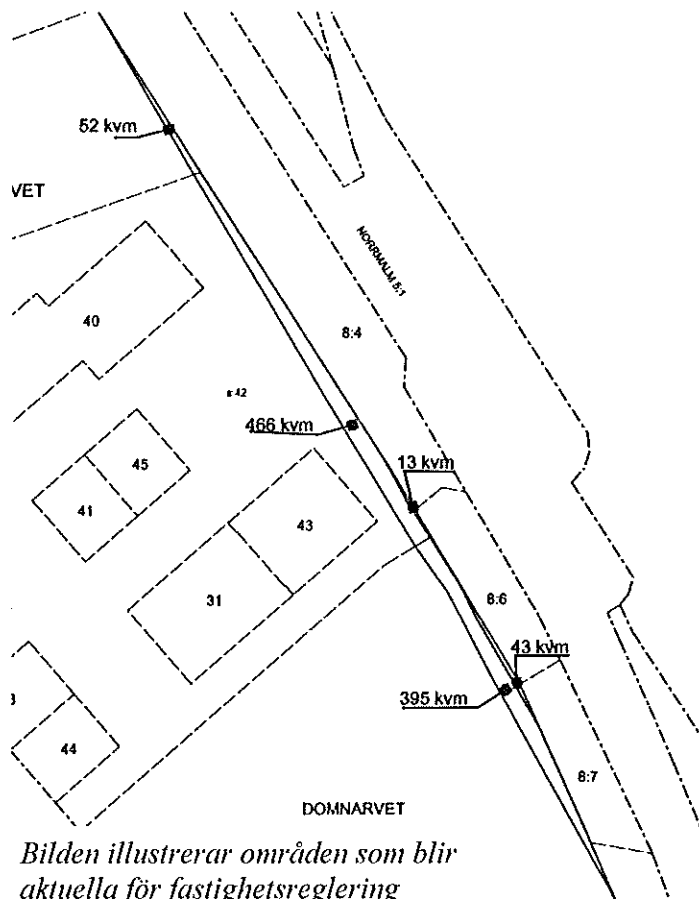 52 kvm
VET
NORRMALM 5:1
40
8:4
466 kvm
13 kvm
45
41
43
31
8:6
43 kvm
395 kvm
44
8:7
DOMNARVET
Bilden illustrerar områden som blir
aktuella för fastighetsreglering